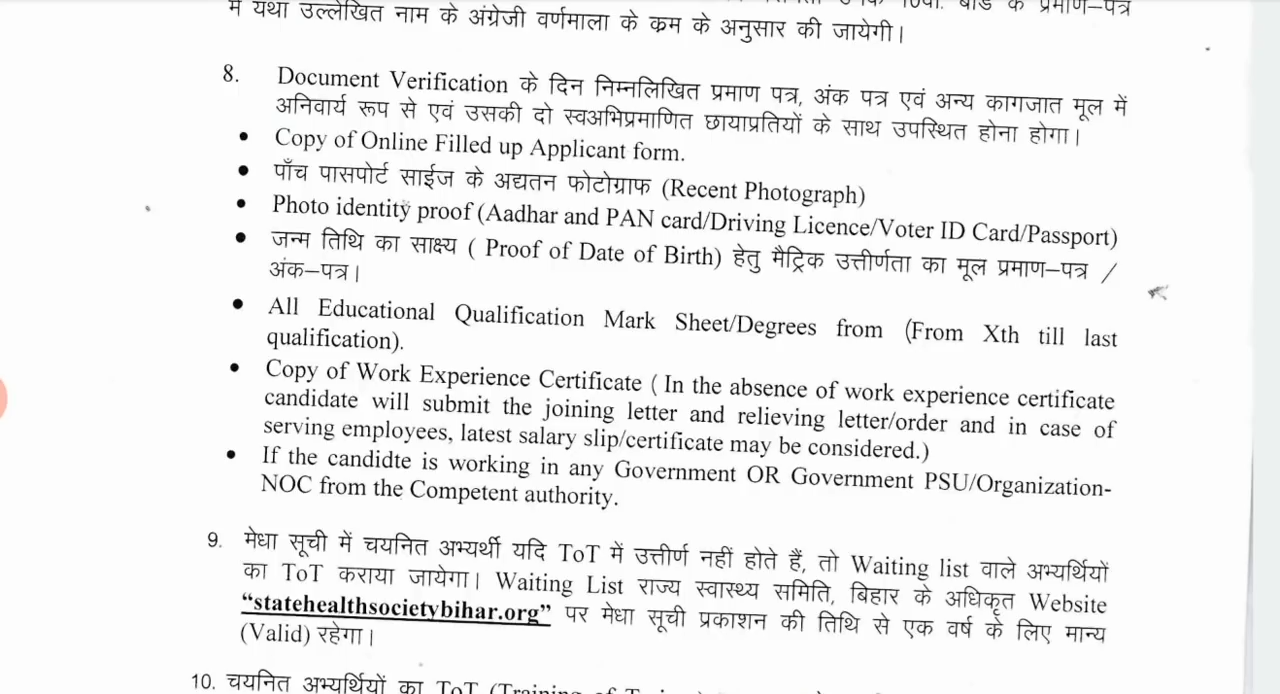 में यथा उल्लेखित नाम के अंग्रेजी वर्णमाला के क्रम के अनुसार की जायेगी।
8. Document Verification के दिन निम्नलिखित प्रमाण पत्र, अंक पत्र एवं अन्य कागजात मूल में
अनिवार्य रूप से एवं उसकी दो स्वअभिप्रमाणित छायाप्रतियों के साथ उपस्थित होना होगा।
• Copy of Online Filled up Applicant form.
• पाँच पासपोर्ट साईज के अद्यतन फोटोग्राफ (Recent Photograph)
• Photo identity proof (Aadhar and PAN card/Driving Licence/Voter ID Card/Passport)
• जन्म तिथि का साक्ष्य ( Proof of Date of Birth) हेतु मैट्रिक उत्तीर्णता का मूल प्रमाण–पत्र /
अंक–पत्र।
• All Educational Qualification Mark Sheet/Degrees from (From Xth till last
qualification).
• Copy of Work Experience Certificate ( In the absence of work experience certificate
candidate will submit the joining letter and relieving letter/order and in case of
serving employees, latest salary slip/certificate may be considered.)
• If the candidte is working in any Government OR Government PSU/Organization-
NOC from the Competent authority.
9. मेधा सूची में चयनित अभ्यर्थी यदि ToT में उत्तीर्ण नहीं होते हैं, तो Waiting list वाले अभ्यर्थियों
का ToT कराया जायेगा। Waiting List राज्य स्वास्थ्य समिति, बिहार के अधिकृत Website
“statehealthsocietybihar.org” पर मेधा सूची प्रकाशन की तिथि से एक वर्ष के लिए मान्य
(Valid) रहेगा।
10. चयनित अभ्यर्थियों का ToT (Training of